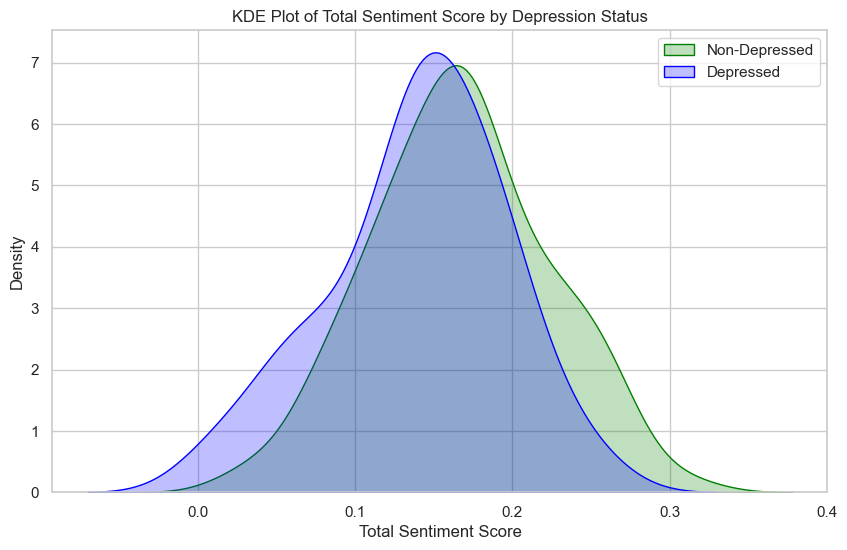 KDE Plot of Total Sentiment Score by Depression Status
Non-Depressed
Depressed
7
6
5
4
3
2
1
0
Density
0.0 0.1 0.2 0.3 0.4
Total Sentiment Score